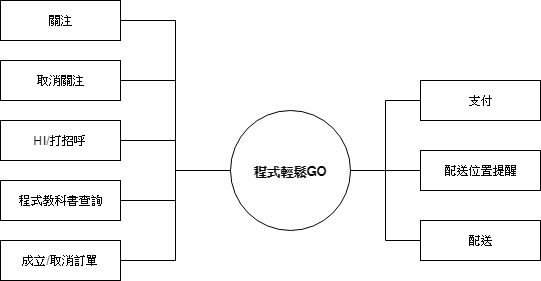 關注
取消關注
HI/打招呼
程式教科書查詢
成立/取消訂單
程式輕鬆GO
支付
配送位置提醒
配送